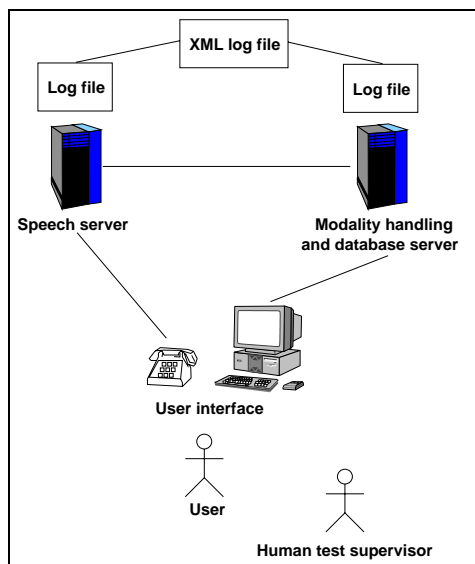 XML log file
Log file
Log file
Speech server
Modality handling
and database server
User interface
User
Human test supervisor